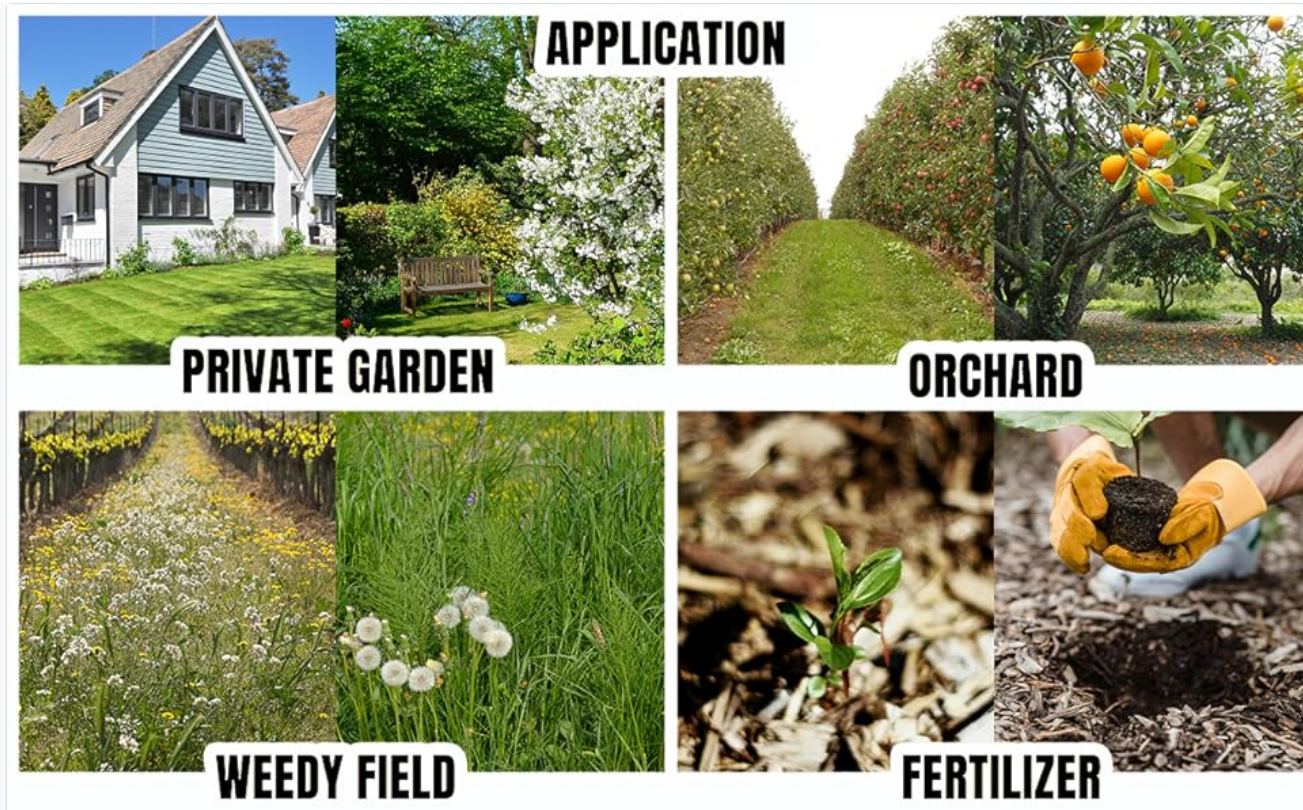 APPLICATION
PRIVATE GARDEN
ORCHARD
WEEDY FIELD
FERTILIZER